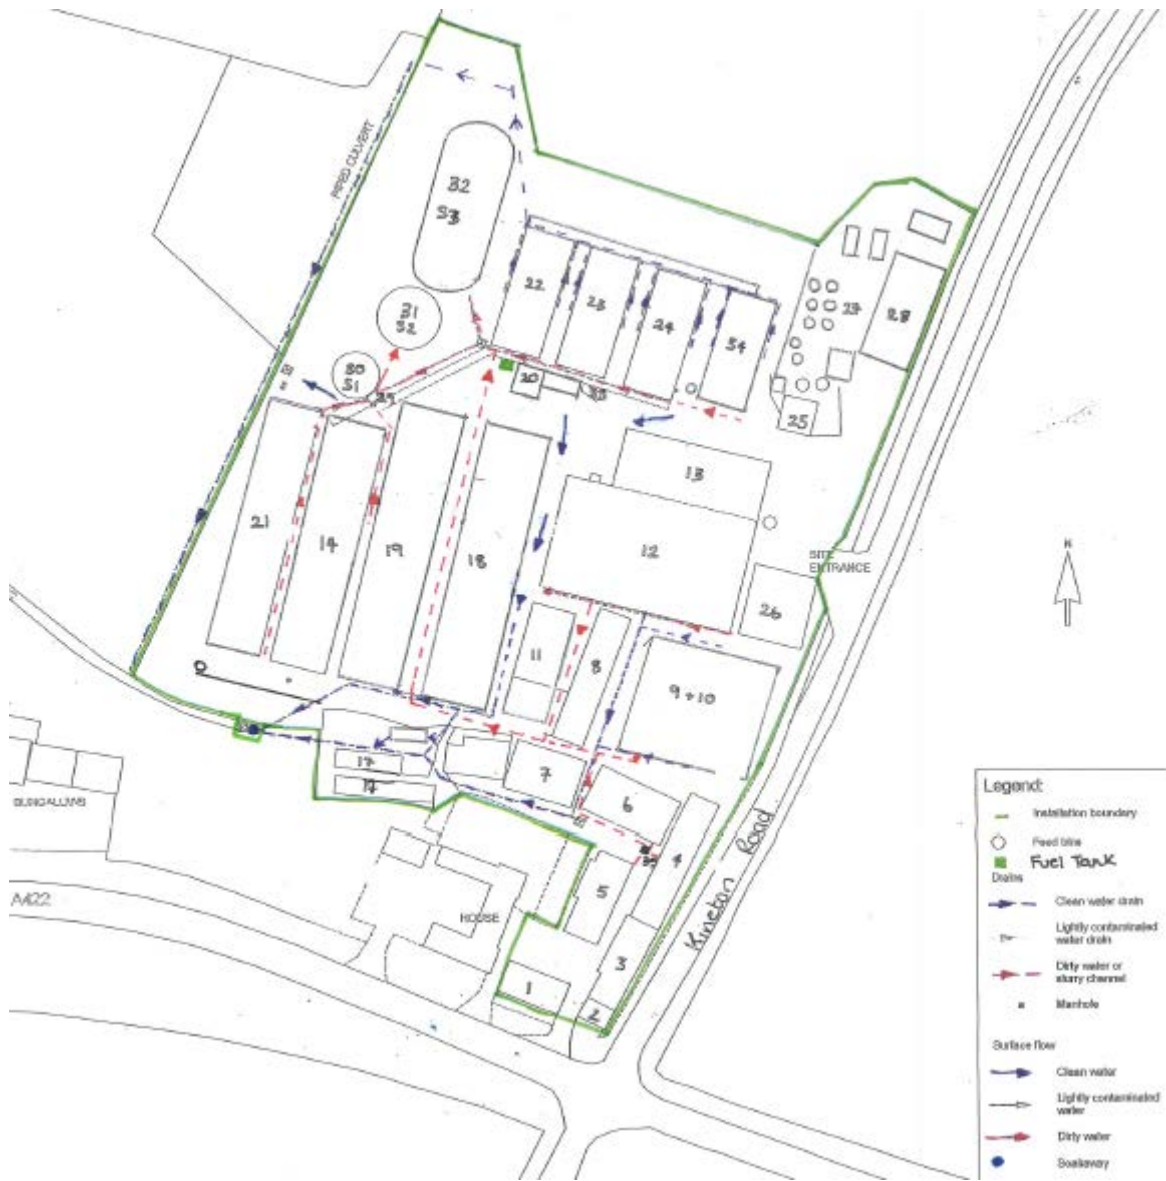 PIPED CULVERT
32
S3
31
S2
30
S1
22
23
24
34
27
28
20
25
13
12
SITE
ENTRANCE
26
21
14
19
18
11
8
9+10
7
6
17
17
5
4
3
1
2
BUNGALOWS
A422
HOUSE
Kineton Road
N
Legend:
Installation boundary
Feed bins
Fuel Tank
Drains
Clean water drain
Lightly contaminated
water drain
Dirty water or
slurry channel
Manhole
Surface flow
Clean water
Lightly contaminated
water
Dirty water
Soakaway